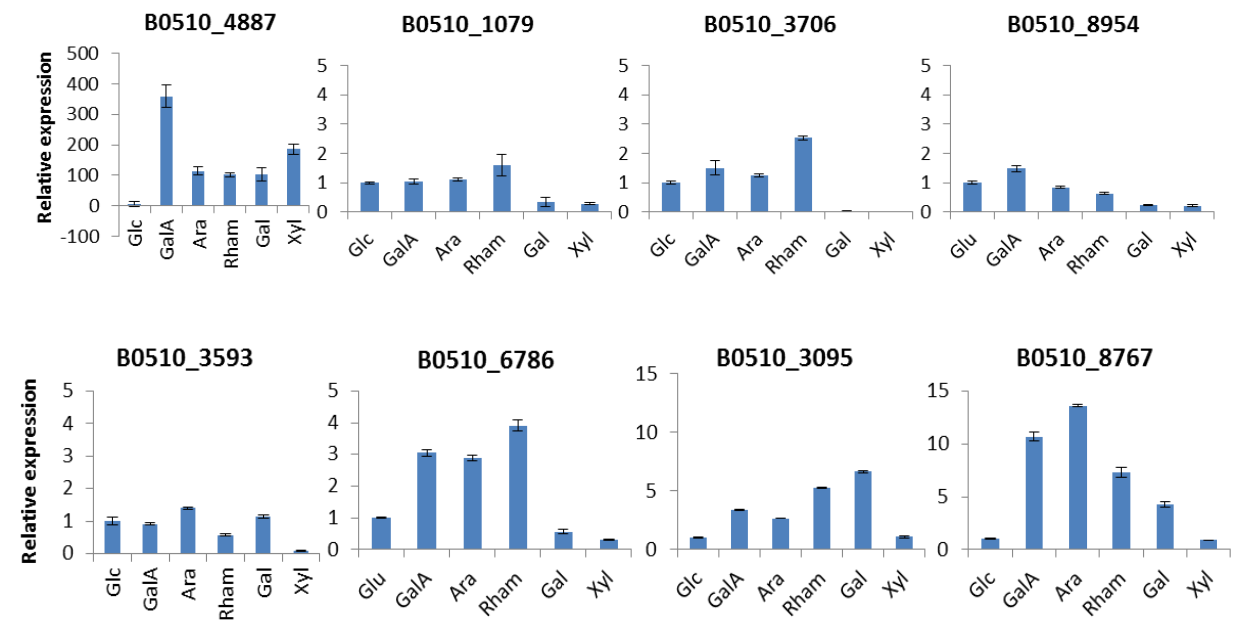 B0510_4887
Relative expression
500
400
300
200
100
0
-100
Glc
GalA
Ara
Rham
Gal
Xyl
B0510_1079
5
4
3
2
1
0
Glc
GalA
Ara
Rham
Gal
Xyl
B0510_3706
5
4
3
2
1
0
Glc
GalA
Ara
Rham
Gal
Xyl
B0510_8954
5
4
3
2
1
0
Glu
GalA
Ara
Rham
Gal
Xyl
B0510_3593
Relative expression
5
4
3
2
1
0
Glc
GalA
Ara
Rham
Gal
Xyl
B0510_6786
5
4
3
2
1
0
Glu
GalA
Ara
Rham
Gal
Xyl
B0510_3095
15
10
5
0
Glc
GalA
Ara
Rham
Gal
Xyl
B0510_8767
15
10
5
0
Glc
GalA
Ara
Rham
Gal
Xyl